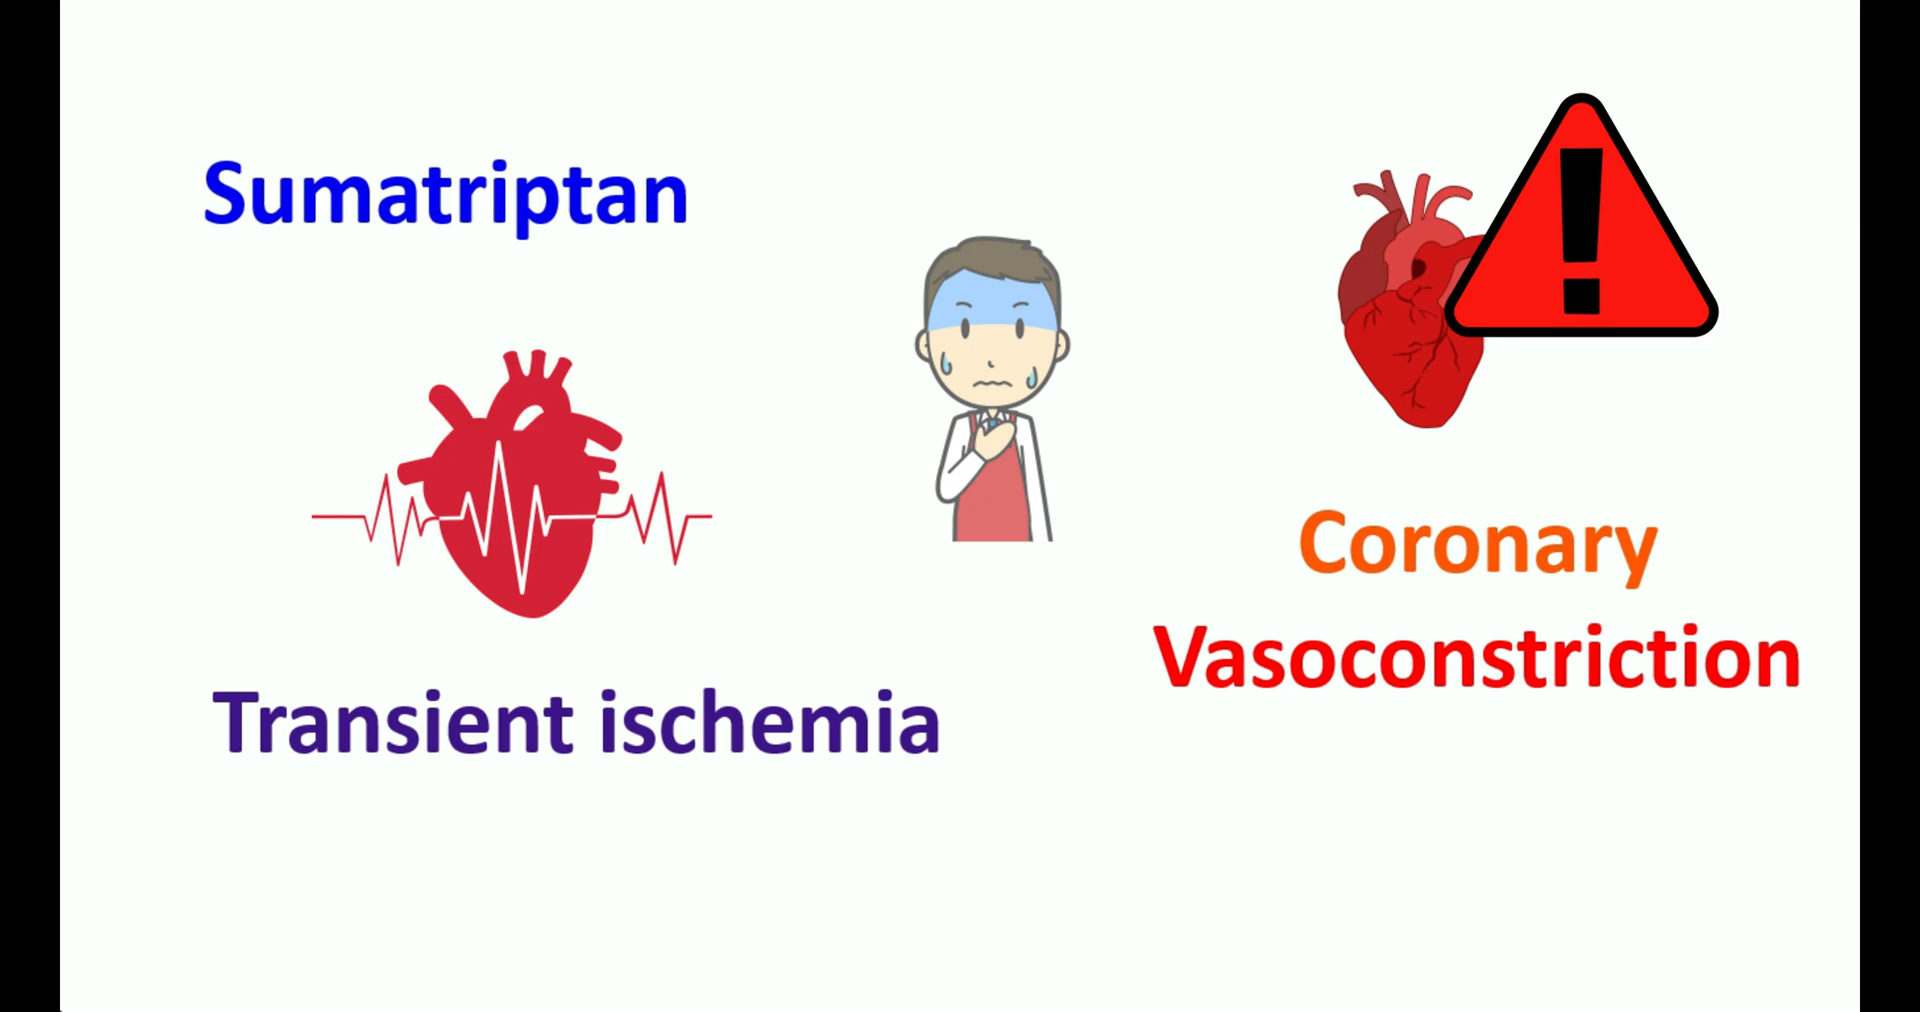 Sumatriptan
Transient ischemia
Coronary
Vasoconstriction